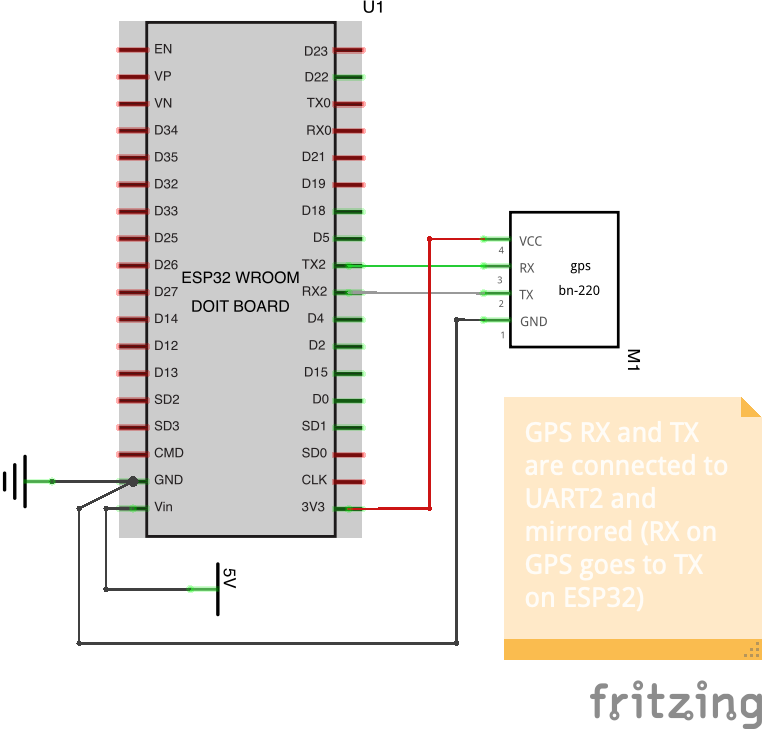 U1
EN
VP
VN
D34
D35
D32
D33
D25
D26
D27
D14
D12
D13
SD2
SD3
CMD
GND
Vin
ESP32 WROOM
DOIT BOARD
D23
D22
TX0
RX0
D21
D19
D18
D5
TX2
RX2
D4
D2
D15
D0
SD1
SD0
CLK
3V3
VCC
4
RX
3
TX
2
GND
1
gps
bn-220
M1
5V
GPS RX and TX
are connected to
UART2 and
mirrored (RX on
GPS goes to TX
on ESP32)
fritzing